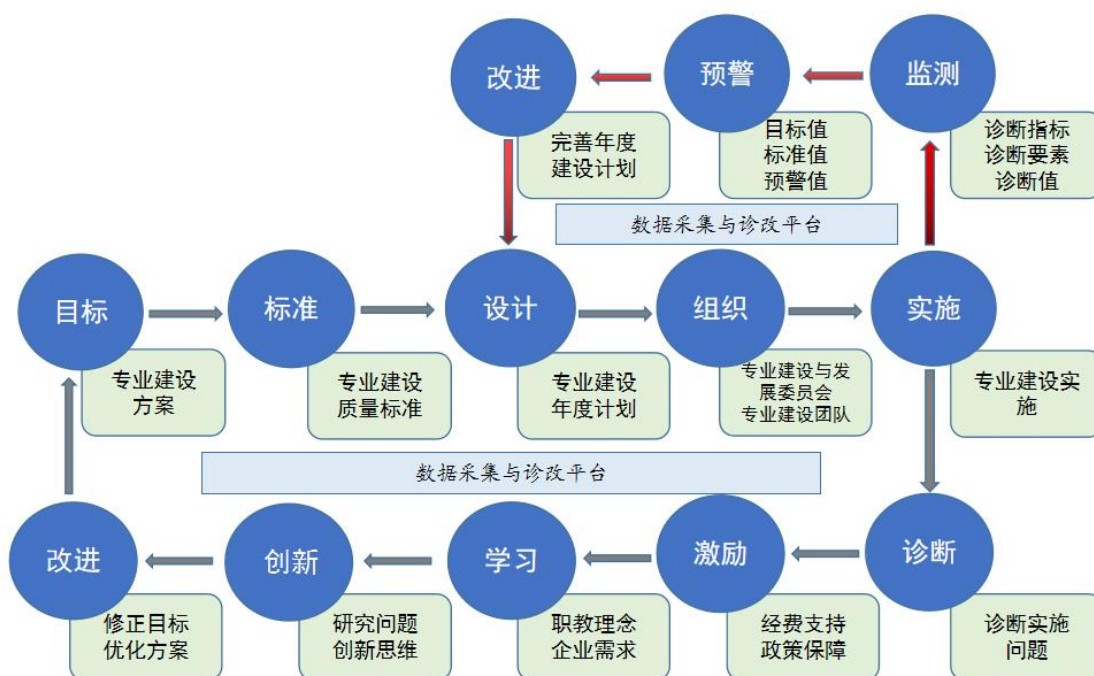 改进
预警
监测
完善年度
建设计划
目标值
标准值
预警值
诊断指标
诊断要素
诊断值
数据采集与诊改平台
目标
标准
设计
组织
实施
专业建设
方案
专业建设
质量标准
专业建设
年度计划
专业建设与发
展委员会
专业建设团队
专业建设实
施
数据采集与诊改平台
改进
创新
学习
激励
诊断
修正目标
优化方案
研究问题
创新思维
职教理念
企业需求
经费支持
政策保障
诊断实施
问题